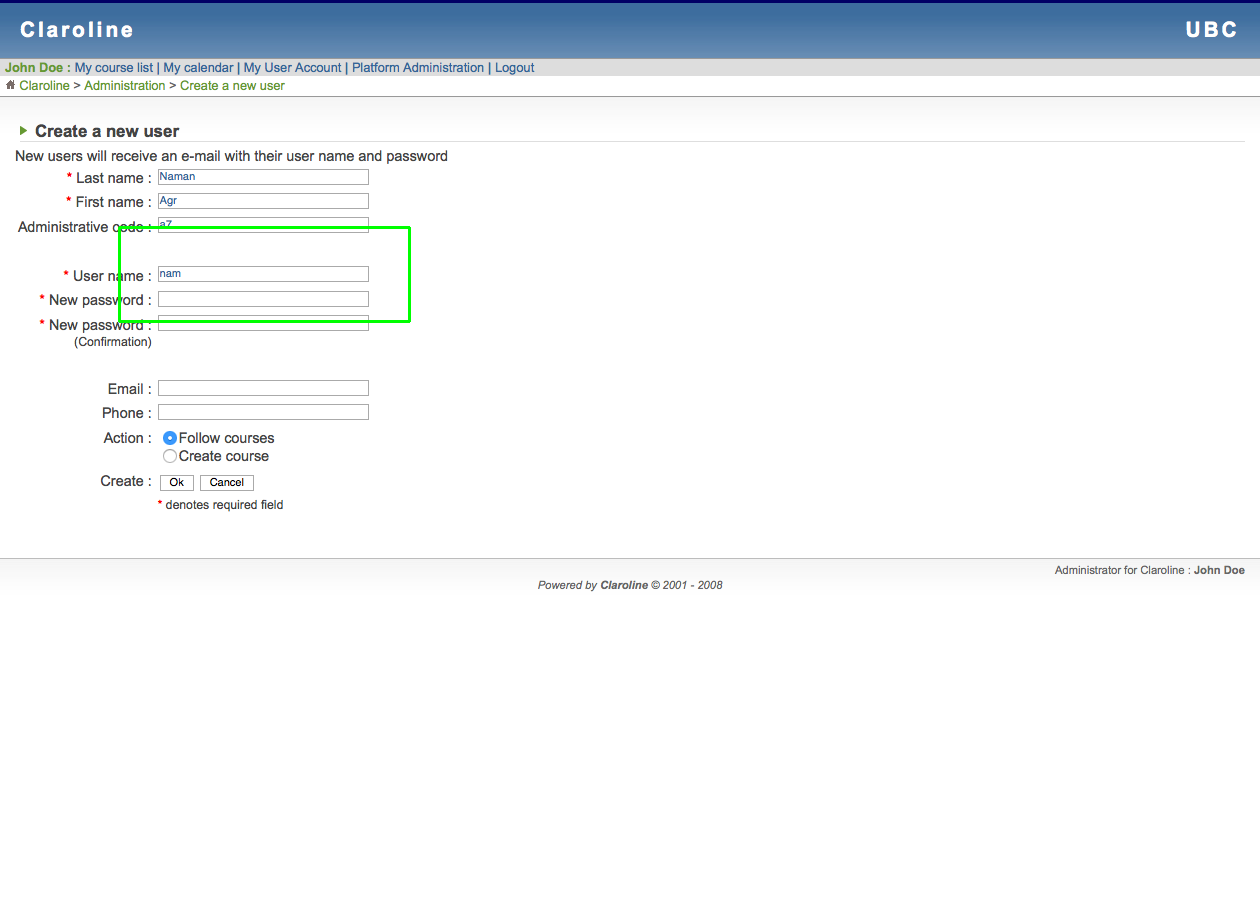 Claroline UBC
John Doe : My course list | My calendar | My User Account | Platform Administration | Logout
Claroline > Administration > Create a new user
Create a new user
New users will receive an e-mail with their user name and password
* Last name : Naman
* First name : Agr
Administrative code : a7
* User name : nam
* New password :
* New password :
(Confirmation)
Email :
Phone :
Action : Follow courses
Create course
Create : Ok Cancel
* denotes required field
Administrator for Claroline : John Doe
Powered by Claroline © 2001 - 2008